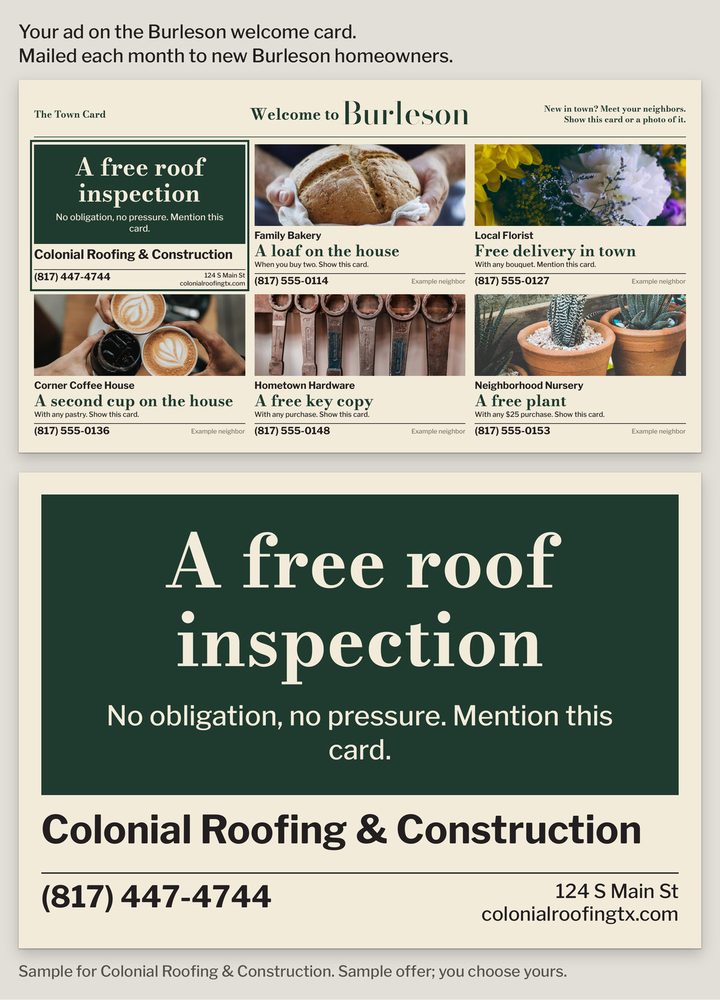 Your ad on the Burleson welcome card.
Mailed each month to new Burleson homeowners.
The Town Card
Welcome to Burleson
New in town? Meet your neighbors.
Show this card or a photo of it.
A free roof
inspection
No obligation, no pressure. Mention this
card.
Colonial Roofing & Construction
(817) 447-4744
124 S Main St
colonialroofingtx.com
Family Bakery
A loaf on the house
When you buy two. Show this card.
(817) 555-0114
Example neighbor
Local Florist
Free delivery in town
With any bouquet. Mention this card.
(817) 555-0127
Example neighbor
Corner Coffee House
A second cup on the house
With any pastry. Show this card.
(817) 555-0136
Example neighbor
Hometown Hardware
A free key copy
With any purchase. Show this card.
(817) 555-0148
Example neighbor
Neighborhood Nursery
A free plant
With any $25 purchase. Show this card.
(817) 555-0153
Example neighbor
A free roof
inspection
No obligation, no pressure. Mention this
card.
Colonial Roofing & Construction
(817) 447-4744
124 S Main St
colonialroofingtx.com
Sample for Colonial Roofing & Construction. Sample offer; you choose yours.